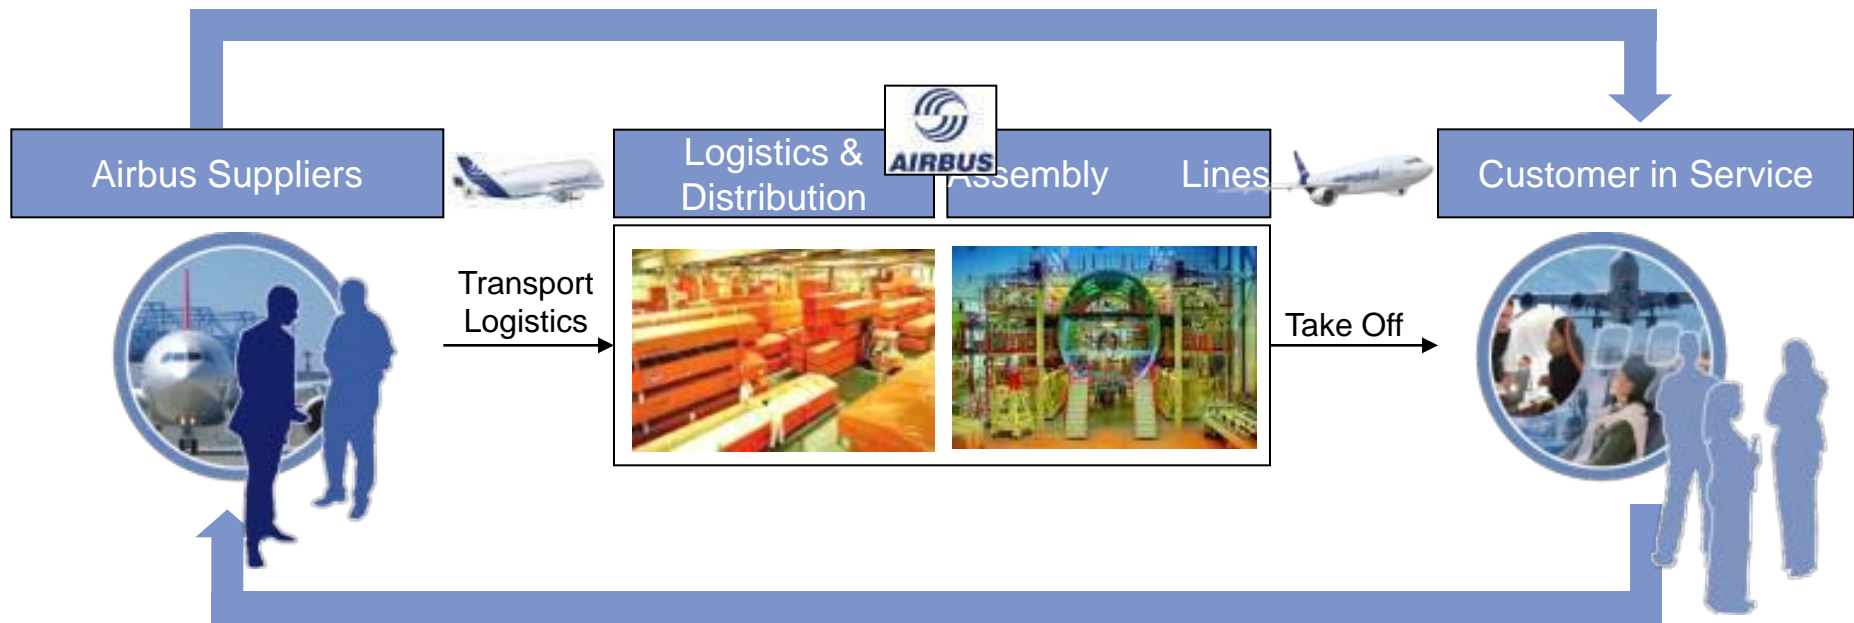 Airbus Suppliers
Logistics &
Distribution
AIRBUS
Assembly Lines
Customer in Service
Transport
Logistics
Take Off